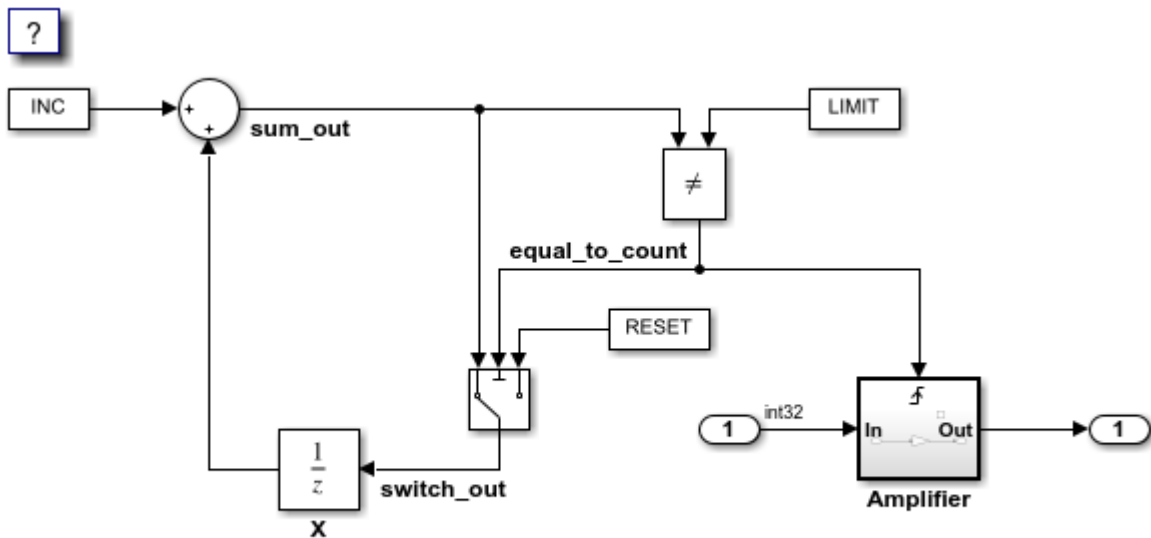 ?
INC
+
+
sum_out
LIMIT
≠
equal_to_count
RESET
1
int32
In
Out
1
Amplifier
1
z
switch_out
X